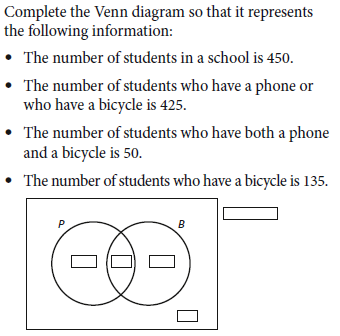 Complete the Venn diagram so that it represents
the following information:
• The number of students in a school is 450.
• The number of students who have a phone or
who have a bicycle is 425.
• The number of students who have both a phone
and a bicycle is 50.
• The number of students who have a bicycle is 135.
P B